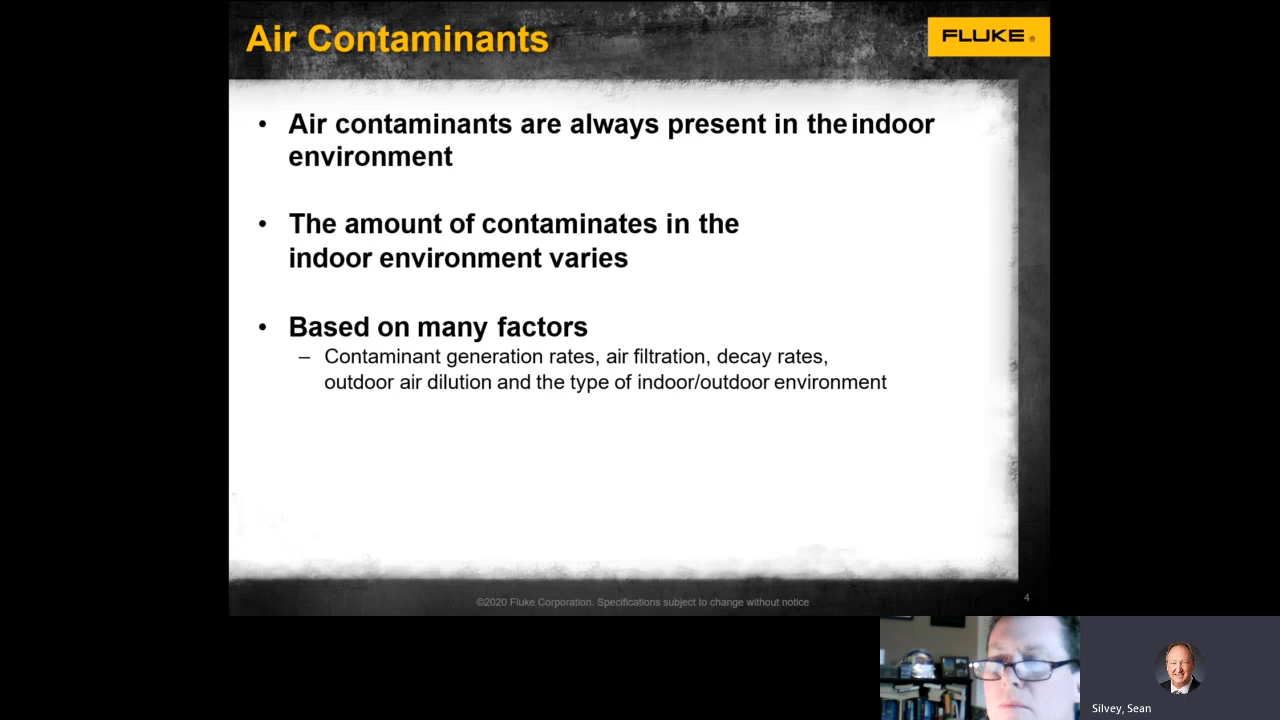 Air Contaminants
FLUKE ®
• Air contaminants are always present in the indoor
environment
• The amount of contaminates in the
indoor environment varies
• Based on many factors
– Contaminant generation rates, air filtration, decay rates,
outdoor air dilution and the type of indoor/outdoor environment
©2020 Fluke Corporation. Specifications subject to change without notice
4
Silvey, Sean